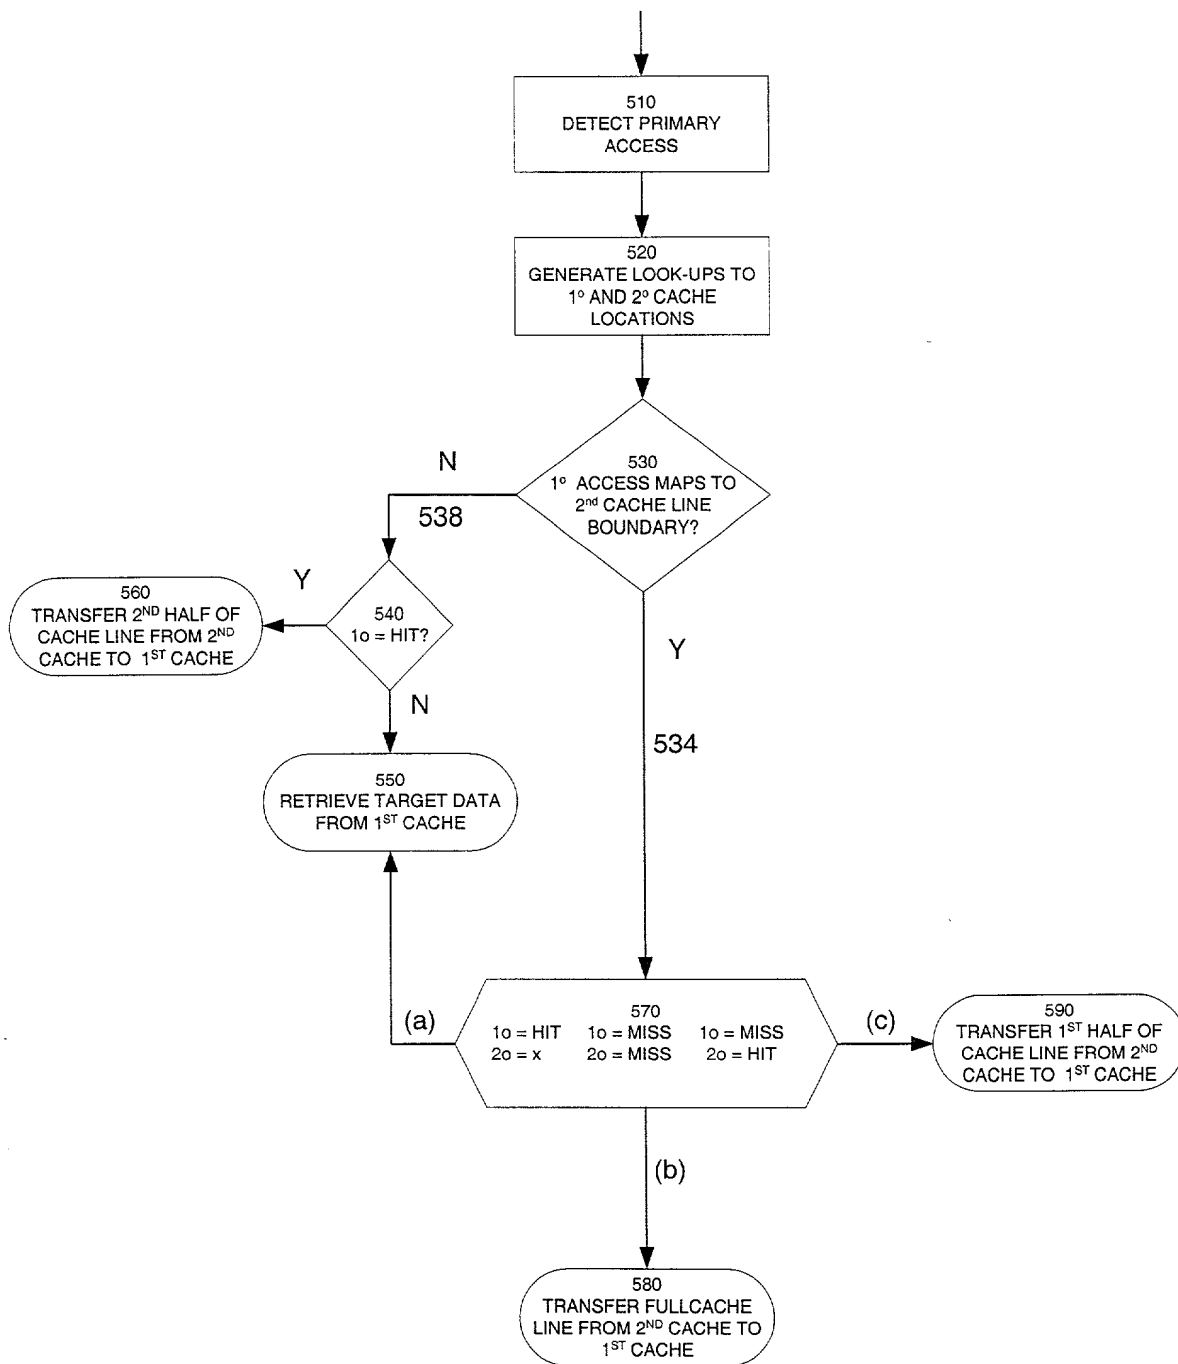 510
DETECT PRIMARY
ACCESS
520
GENERATE LOOK-UPS TO
1º AND 2º CACHE
LOCATIONS
530
1º ACCESS MAPS TO
2nd CACHE LINE
BOUNDARY?
N
538
Y
540
1o = HIT?
N
560
TRANSFER 2ND HALF OF
CACHE LINE FROM 2ND
CACHE TO 1ST CACHE
Y
534
550
RETRIEVE TARGET DATA
FROM 1ST CACHE
(a)
570
1o = HIT 1o = MISS 1o = MISS
2o = x 2o = MISS 2o = HIT
(c)
590
TRANSFER 1ST HALF OF
CACHE LINE FROM 2ND
CACHE TO 1ST CACHE
(b)
580
TRANSFER FULLCACHE
LINE FROM 2ND CACHE TO
1ST CACHE